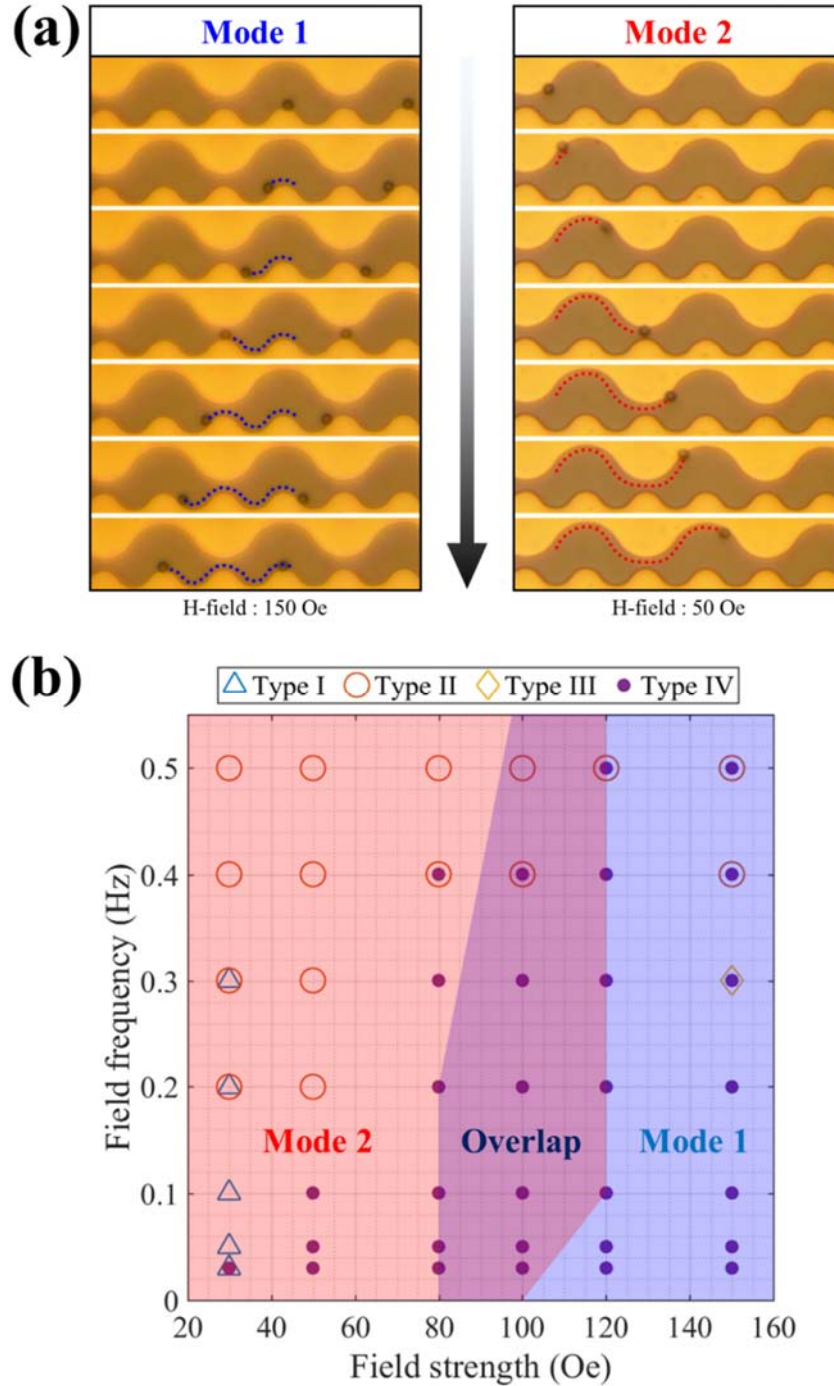 (a)
Mode 1
Mode 2
H-field : 150 Oe
H-field : 50 Oe
(b)
Type I Type II Type III Type IV
0.5
0.4
0.3
0.2
0.1
0
Field frequency (Hz)
Mode 2
Overlap
Mode 1
20 40 60 80 100 120 140 160
Field strength (Oe)